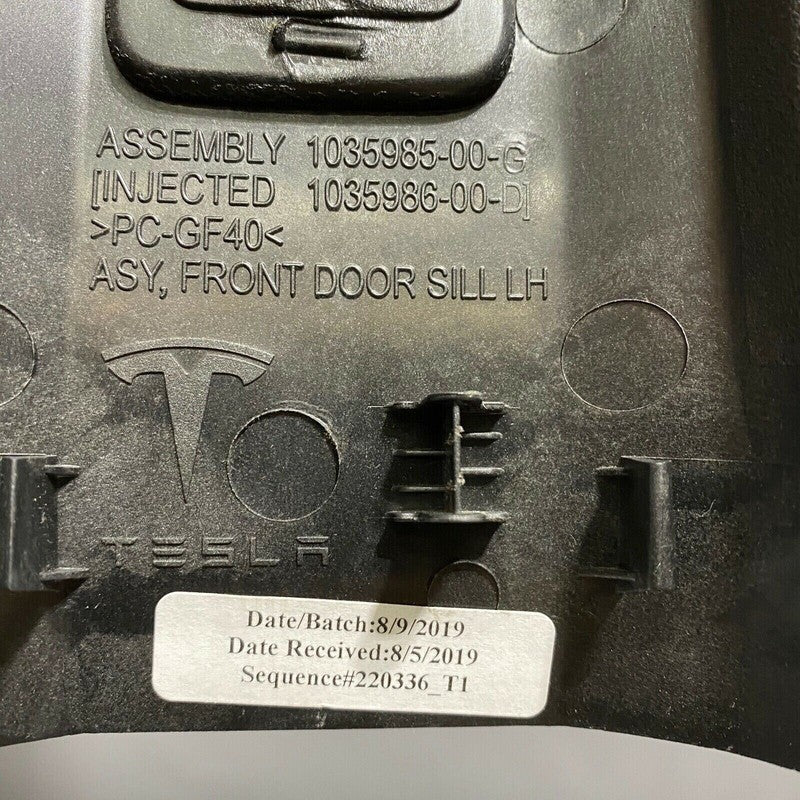 ASSEMBLY 1035985-00-G
[INJECTED 1035986-00-D]
>PC-GF40<
ASY, FRONT DOOR SILL LH
TESLA
Date/Batch:8/9/2019
Date Received:8/5/2019
Sequence#220336_T1